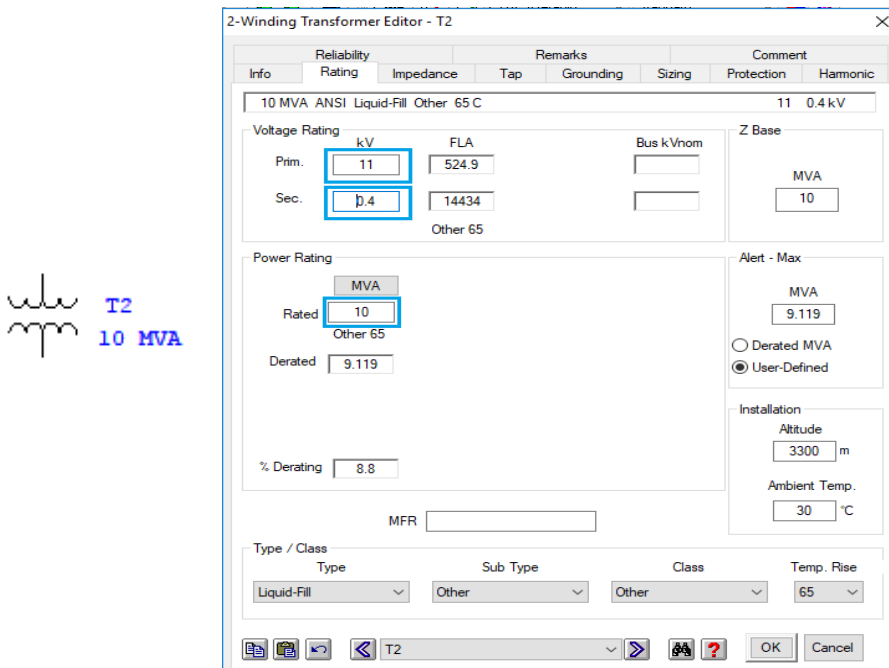 2-Winding Transformer Editor - T2
Reliability Remarks Comment
Info Rating Impedance Tap Grounding Sizing Protection Harmonic
10 MVA ANSI Liquid-Fill Other 65 C 11 0.4 kV
Voltage Rating
kV FLA Bus kVnom
Prim. 11 524.9
Sec. 0.4 14434
Other 65
Z Base
MVA
10
Power Rating
MVA
Rated 10
Other 65
Derated 9.119
% Derating 8.8
Alert - Max
MVA
9.119
Derated MVA
User-Defined
Installation
Altitude
3300 m
Ambient Temp.
30 °C
MFR
Type / Class
Type Sub Type Class Temp. Rise
Liquid-Fill Other Other 65
T2 ? OK Cancel
T2
10 MVA